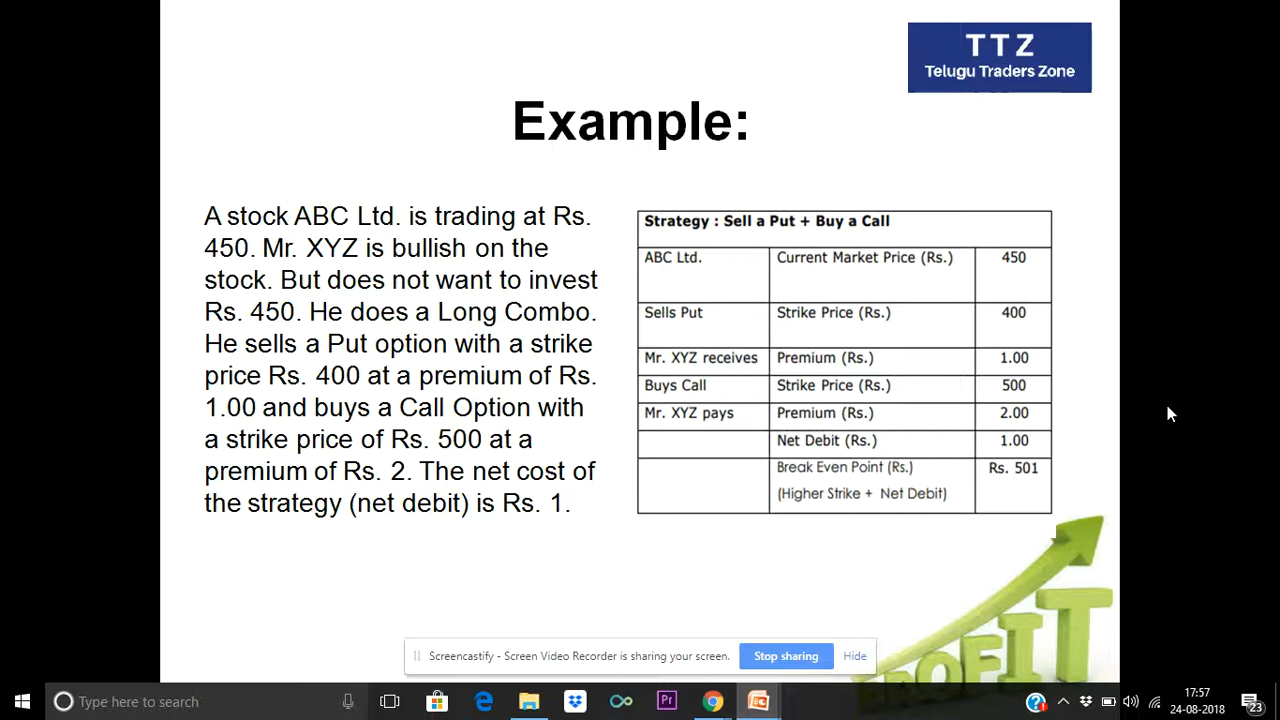 T T Z
Telugu Traders Zone
Example:
A stock ABC Ltd. is trading at Rs.
450. Mr. XYZ is bullish on the
stock. But does not want to invest
Rs. 450. He does a Long Combo.
He sells a Put option with a strike
price Rs. 400 at a premium of Rs.
1.00 and buys a Call Option with
a strike price of Rs. 500 at a
premium of Rs. 2. The net cost of
the strategy (net debit) is Rs. 1.
Strategy : Sell a Put + Buy a Call
ABC Ltd. Current Market Price (Rs.) 450
Sells Put Strike Price (Rs.) 400
Mr. XYZ receives Premium (Rs.) 1.00
Buys Call Strike Price (Rs.) 500
Mr. XYZ pays Premium (Rs.) 2.00
Net Debit (Rs.) 1.00
Break Even Point (Rs.) Rs. 501
(Higher Strike + Net Debit)
PROFIT
Screencastify - Screen Video Recorder is sharing your screen. Stop sharing Hide
Type here to search
Pr
17:57
24-08-2018
23